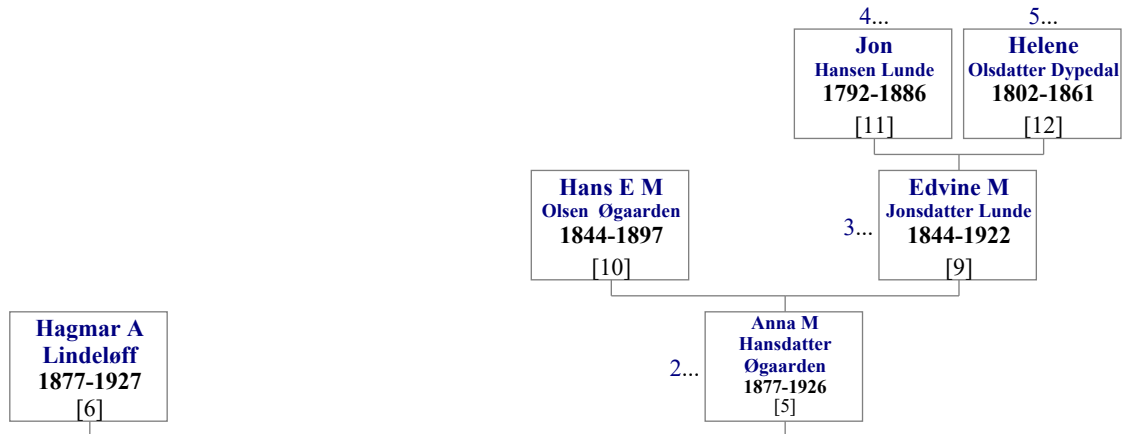 4...
Jon
Hansen Lunde
1792-1886
[11]
5...
Helene
Olsdatter Dypedal
1802-1861
[12]
Hans E M
Olsen Øgaarden
1844-1897
[10]
3...
Edvine M
Jonsdatter Lunde
1844-1922
[9]
Hagmar A
Lindeløff
1877-1927
[6]
2...
Anna M
Hansdatter
Øgaarden
1877-1926
[5]